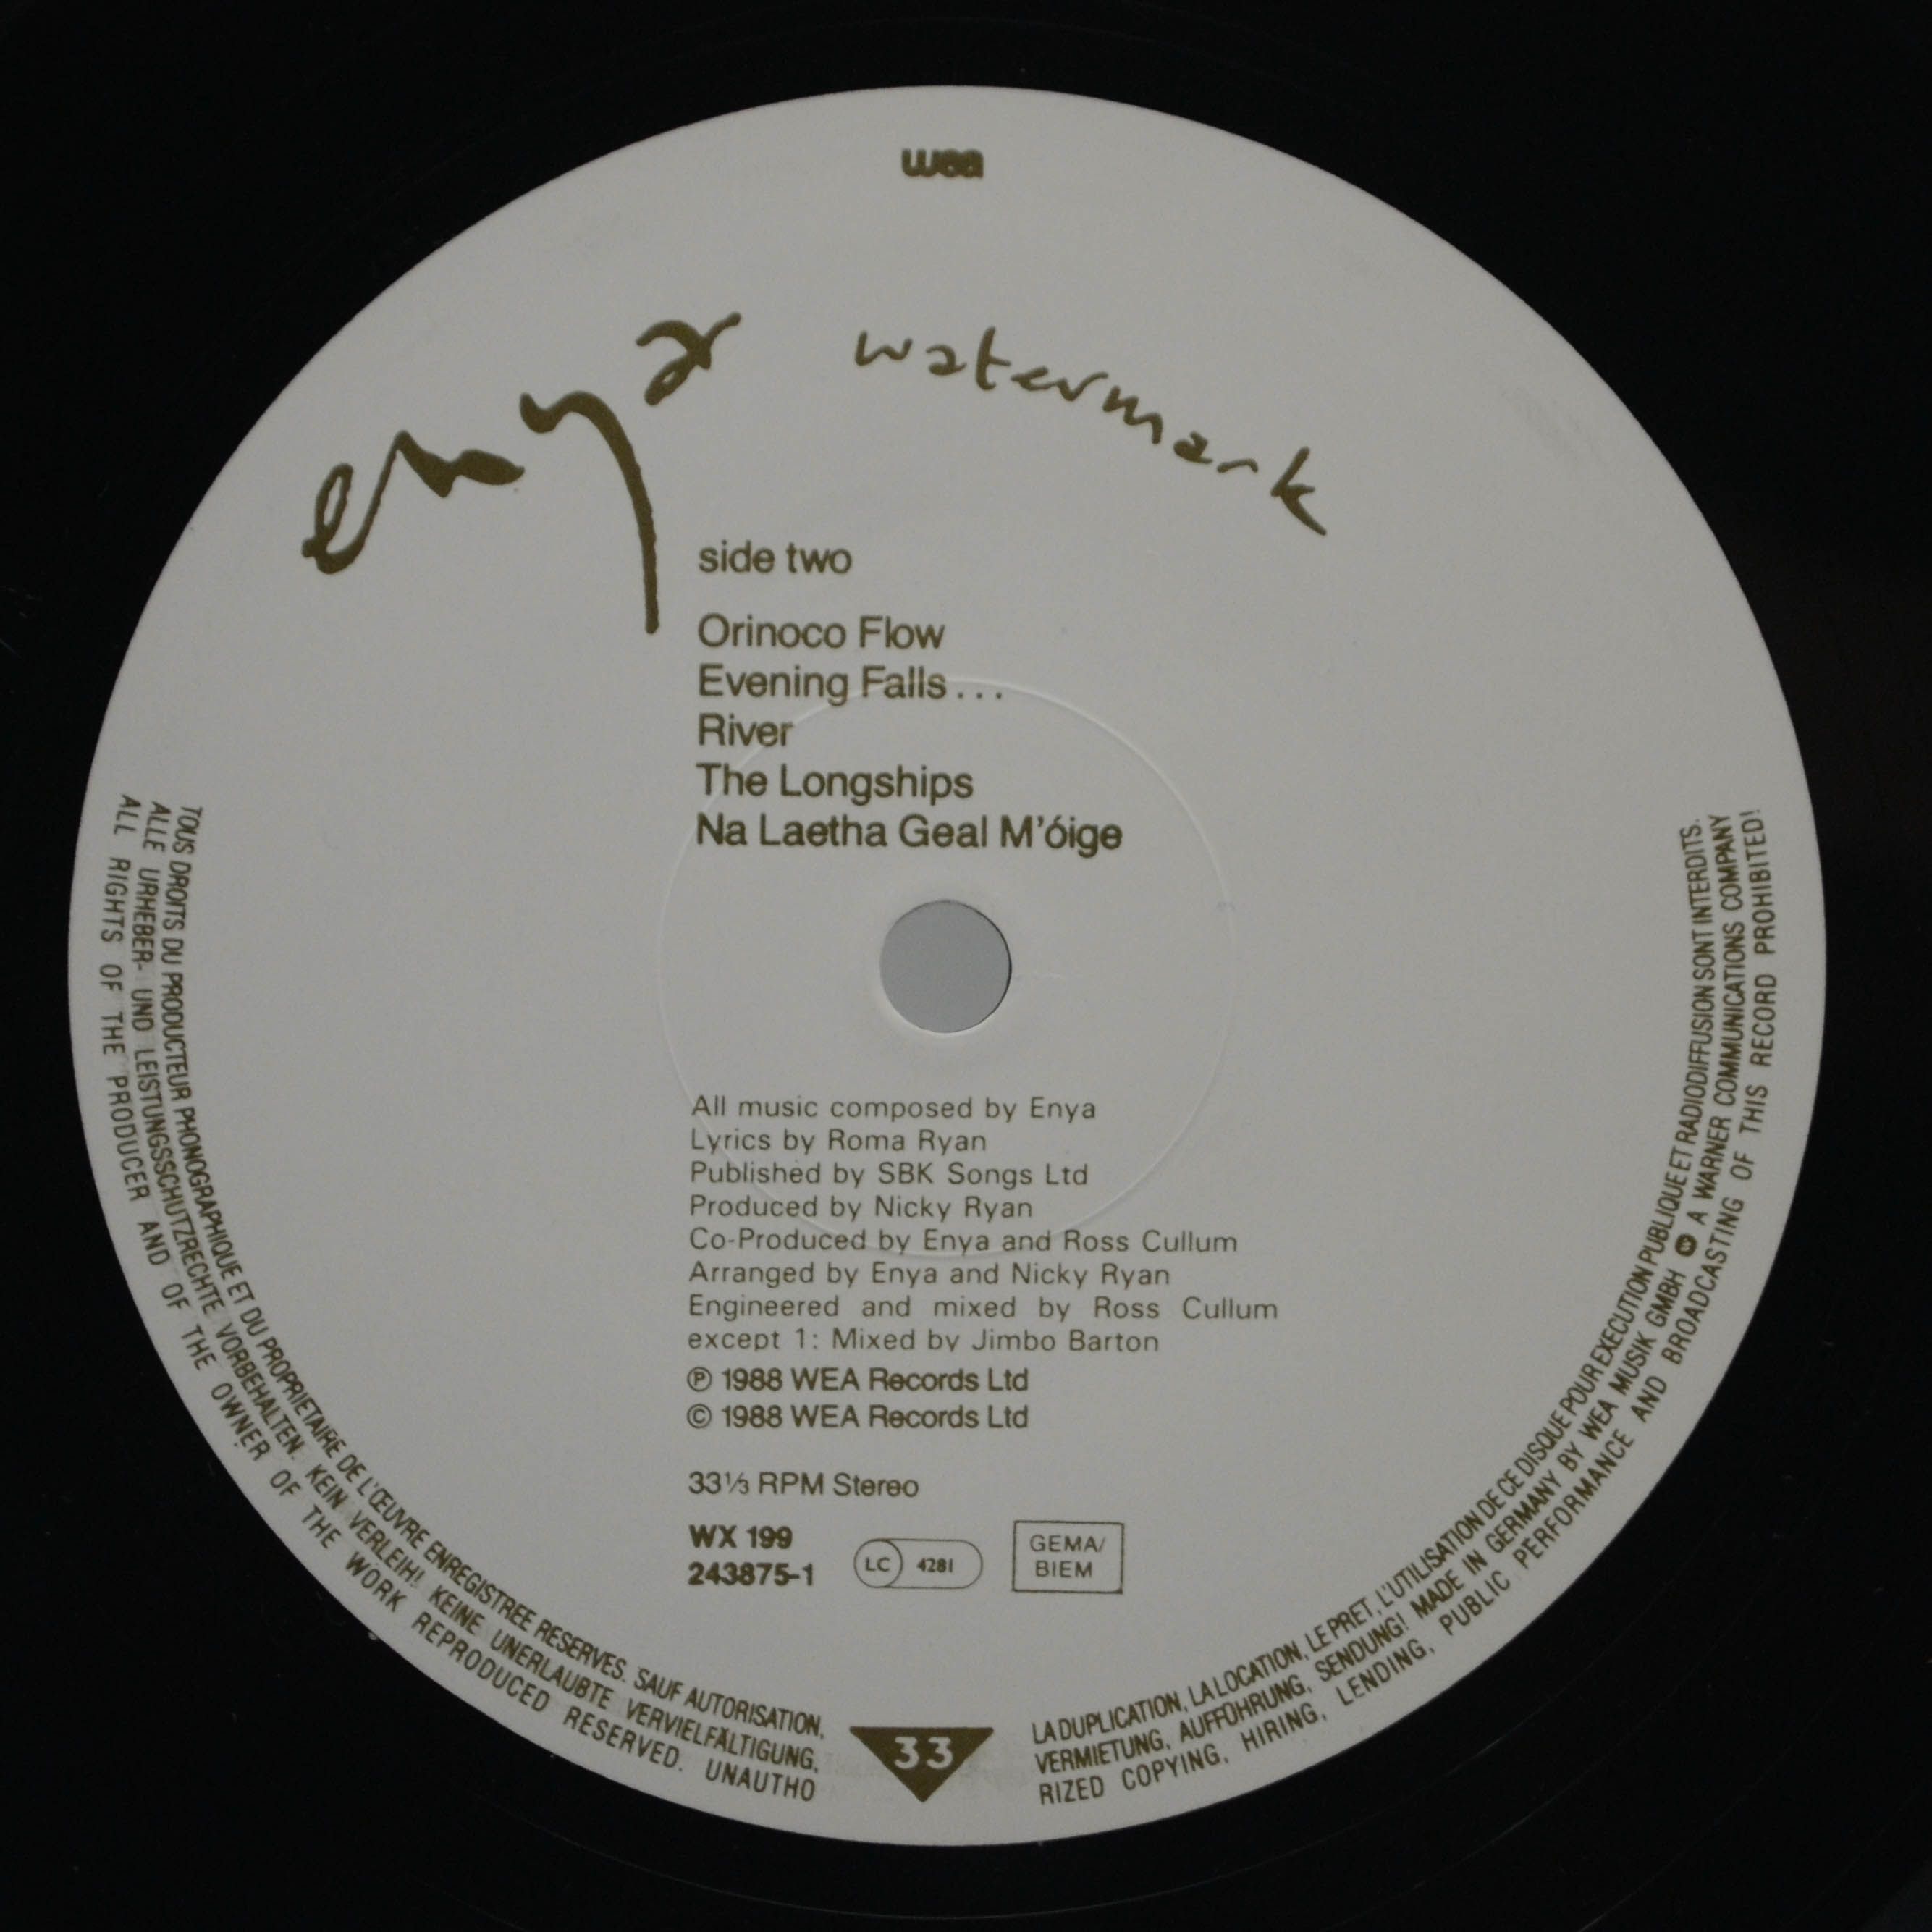 wea
enya watermark
side two
Orinoco Flow
Evening Falls...
River
The Longships
Na Laetha Geal M'óige
All music composed by Enya
Lyrics by Roma Ryan
Published by SBK Songs Ltd
Produced by Nicky Ryan
Co-Produced by Enya and Ross Cullum
Arranged by Enya and Nicky Ryan
Engineered and mixed by Ross Cullum
except 1: Mixed by Jimbo Barton
℗ 1988 WEA Records Ltd
© 1988 WEA Records Ltd
33⅓ RPM Stereo
WX 199
243875-1
LC 4281
GEMA/
BIEM
TOUS DROITS DU PRODUCTEUR PHONOGRAPHIQUE ET DU PROPRIETAIRE DE L'ŒUVRE ENREGISTREE RESERVES. SAUF AUTORISATION, LA DUPLICATION, LA LOCATION, LE PRET, L'UTILISATION DE CE DISQUE POUR EXECUTION PUBLIQUE ET RADIODIFFUSION SONT INTERDITS.
ALLE URHEBER- UND LEISTUNGSSCHUTZRECHTE VORBEHALTEN. KEIN VERLEIH! KEINE UNERLAUBTE VERVIELFÄLTIGUNG, VERMIETUNG, AUFFÜHRUNG, SENDUNG! MADE IN GERMANY BY WEA MUSIK GMBH W A WARNER COMMUNICATIONS COMPANY
ALL RIGHTS OF THE PRODUCER AND OF THE OWNER OF THE WORK REPRODUCED RESERVED. UNAUTHORIZED COPYING, HIRING, LENDING, PUBLIC PERFORMANCE AND BROADCASTING OF THIS RECORD PROHIBITED!
33